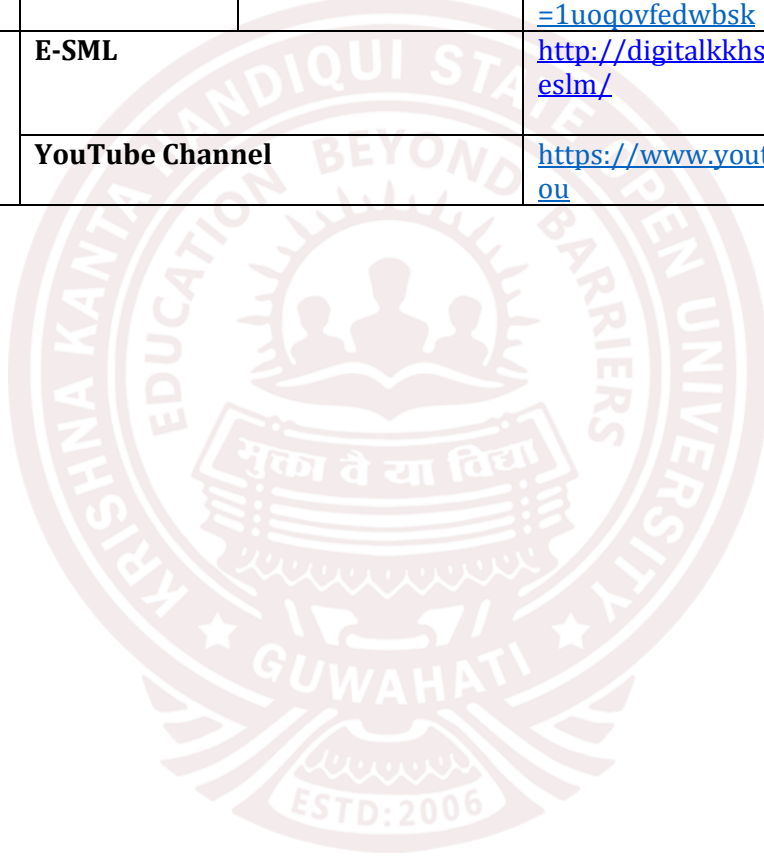 =1uoqovfedwbsk
E-SML
http://digitalkkhs
eslm/
YouTube Channel
https://www.yout
ou
KRISHNA KANTA HANDIQUI STATE OPEN UNIVERSITY
EDUCATION BEYOND BARRIERS
मुक्ता वै या विद्या
GUWAHATI
ESTD:2006